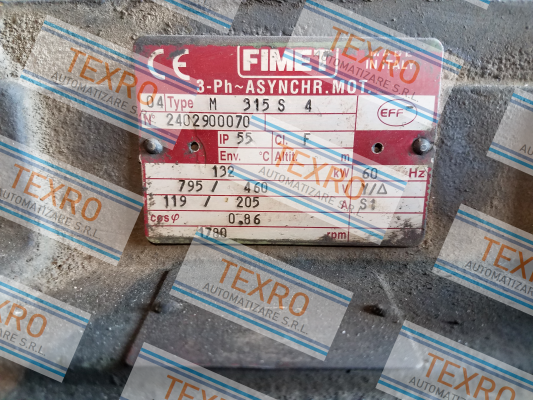 CE FIMET MADE IN ITALY
3-Ph~ASYNCHR.MOT.
04 Type M 315 S 4
N° 2402900070 EFF
IP 55 Cl. F
Env. °C Altit. m
132 kW 60 Hz
795/ 460 V Y/Δ
119/ 205 A S1
cosφ 0.86
1780 rpm
TEXRO
AUTOMATIZARE S.R.L